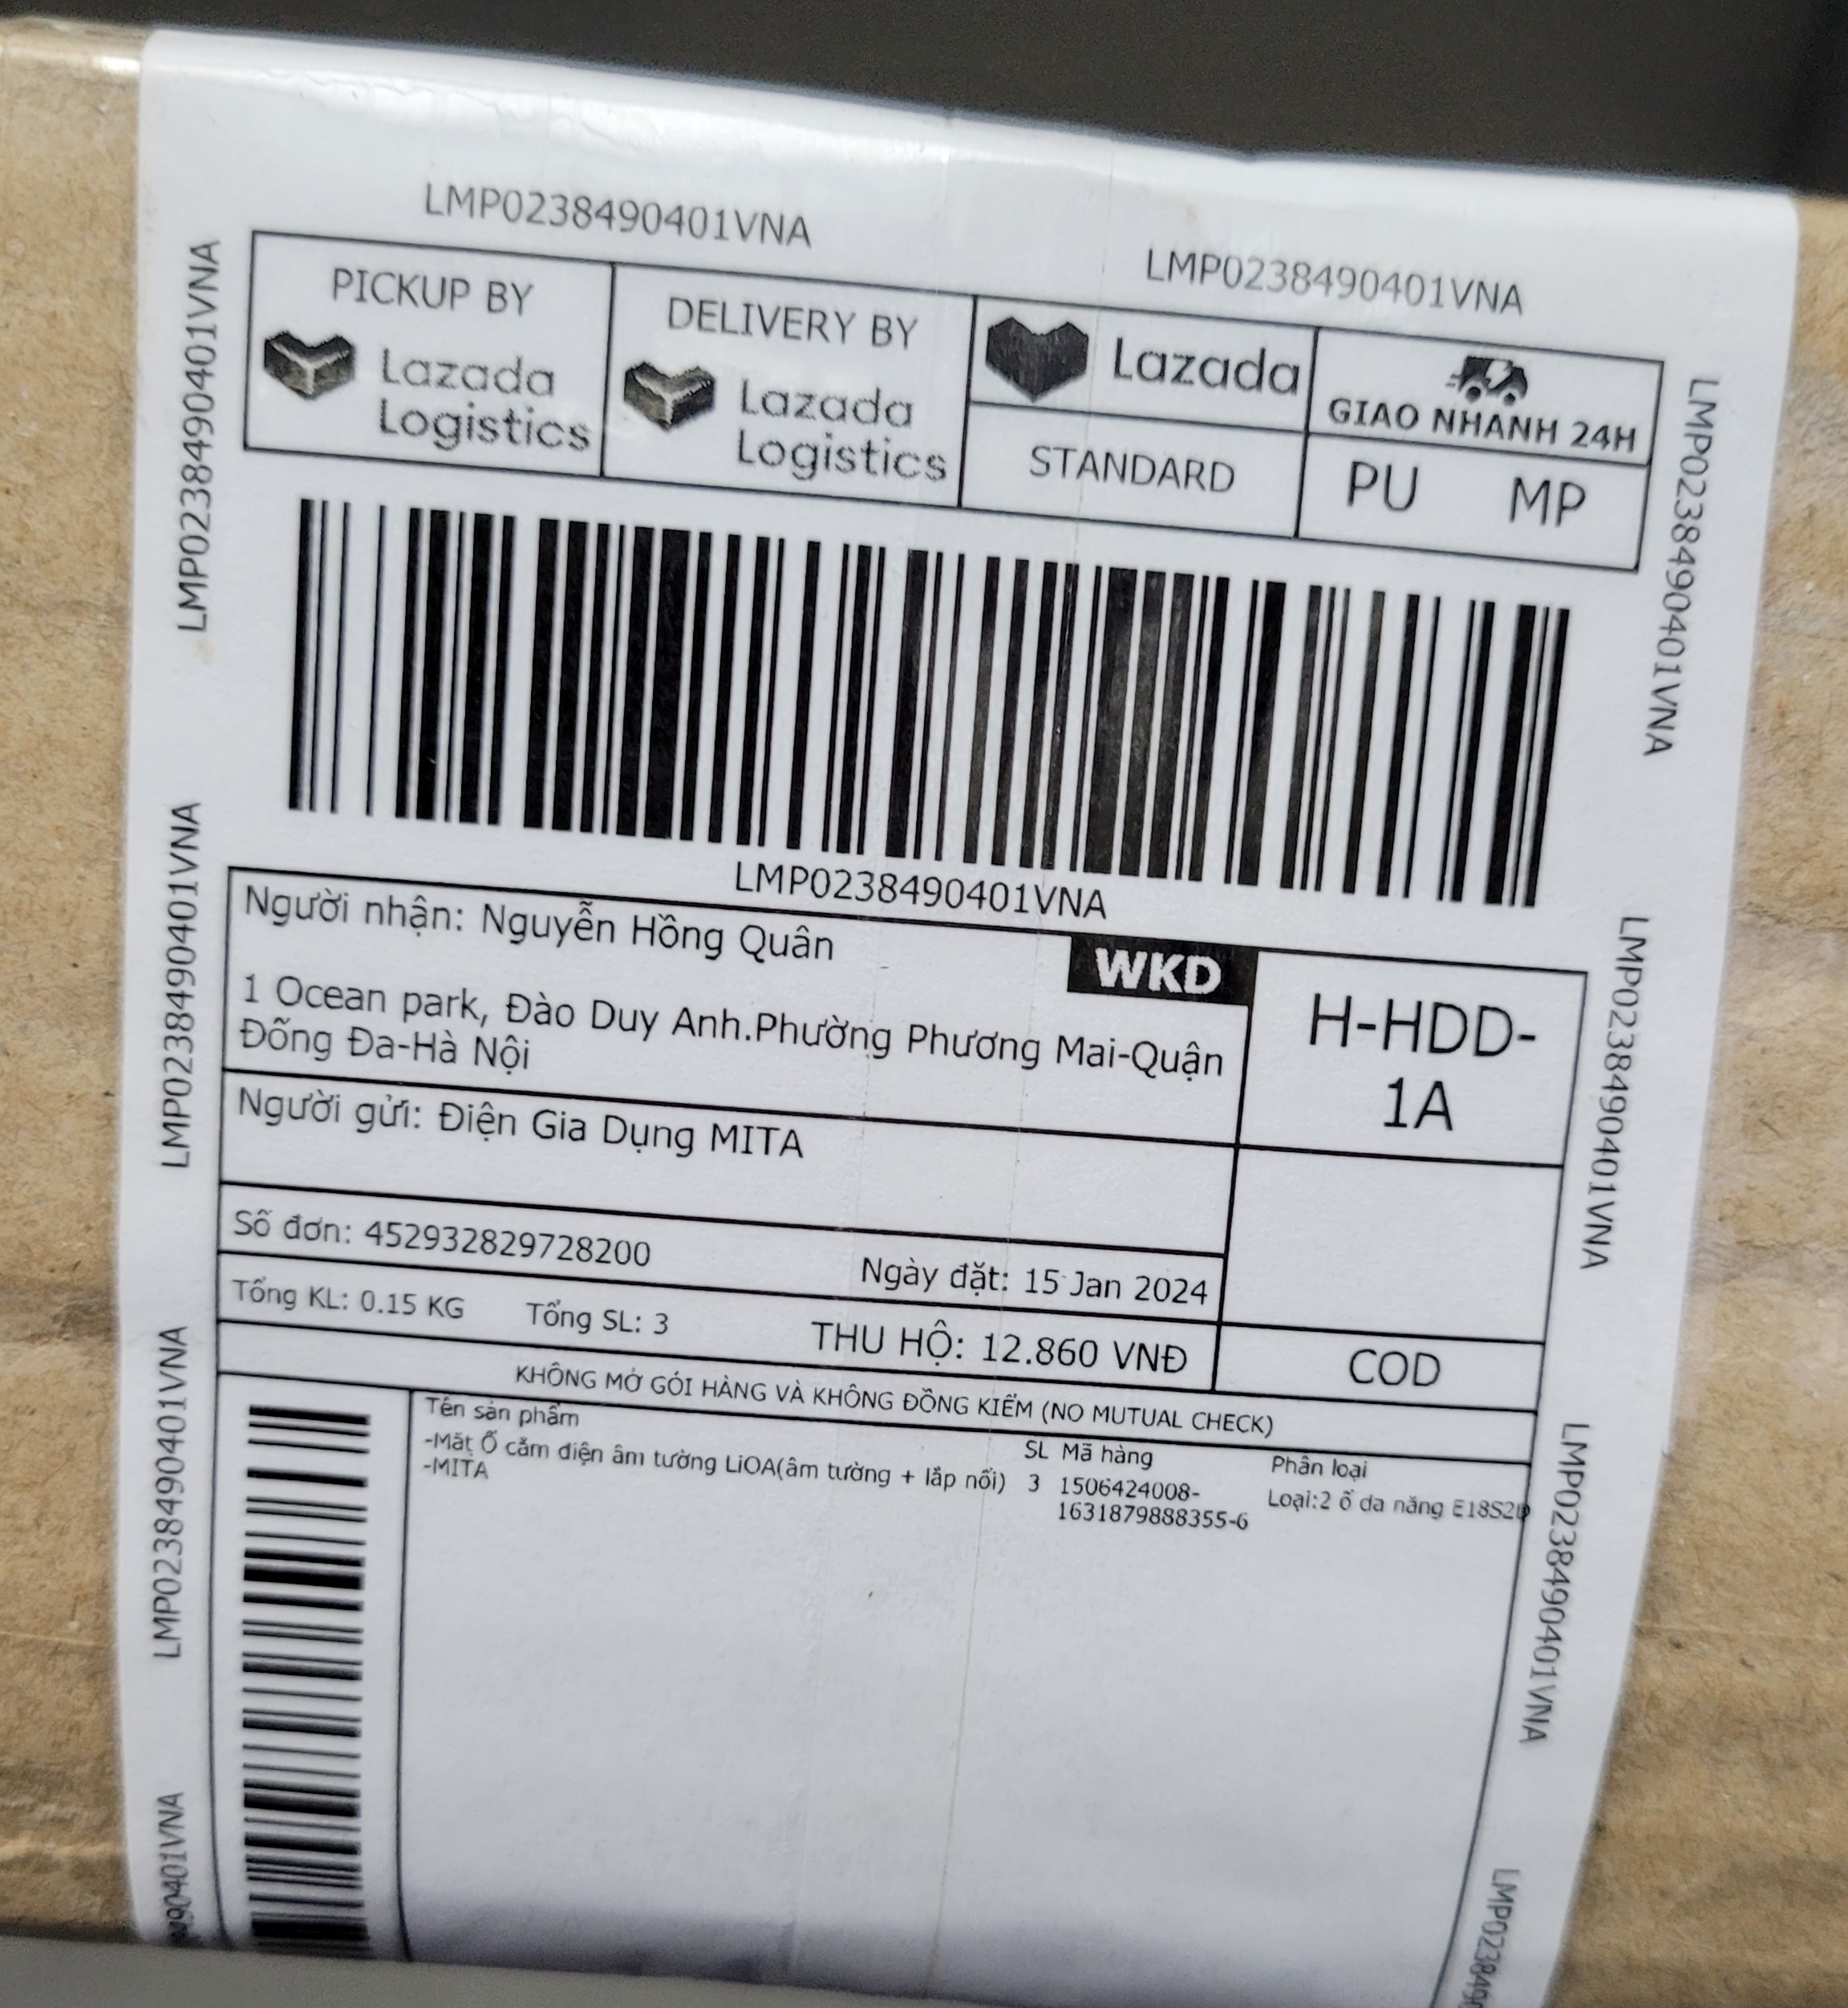 LMP0238490401VNA
LMP0238490401VNA
PICKUP BY
Lazada
Logistics
DELIVERY BY
Lazada
Logistics
Lazada
STANDARD
GIAO NHANH 24H
PU MP
LMP0238490401VNA
Người nhận: Nguyễn Hồng Quân
WKD
1 Ocean park, Đào Duy Anh.Phường Phương Mai-Quận
Đống Đa-Hà Nội
H-HDD-
1A
Người gửi: Điện Gia Dụng MITA
Số đơn: 452932829728200
Ngày đặt: 15 Jan 2024
Tổng KL: 0.15 KG Tổng SL: 3
THU HỘ: 12.860 VNĐ
COD
KHÔNG MỞ GÓI HÀNG VÀ KHÔNG ĐỒNG KIỂM (NO MUTUAL CHECK)
Tên sản phẩm SL Mã hàng Phân loại
-Mặt Ổ cắm điện âm tường LiOA(âm tường + lắp nổi) 3 1506424008- Loại:2 ổ đa năng E18S2D
-MITA 1631879888355-6
LMP0238490401VNA
LMP0238490401VNA
LMP0238490401VNA
90401VNA
LMP0238490401VNA
LMP0238490401VNA
LMP0238490401VNA
LMP0238490